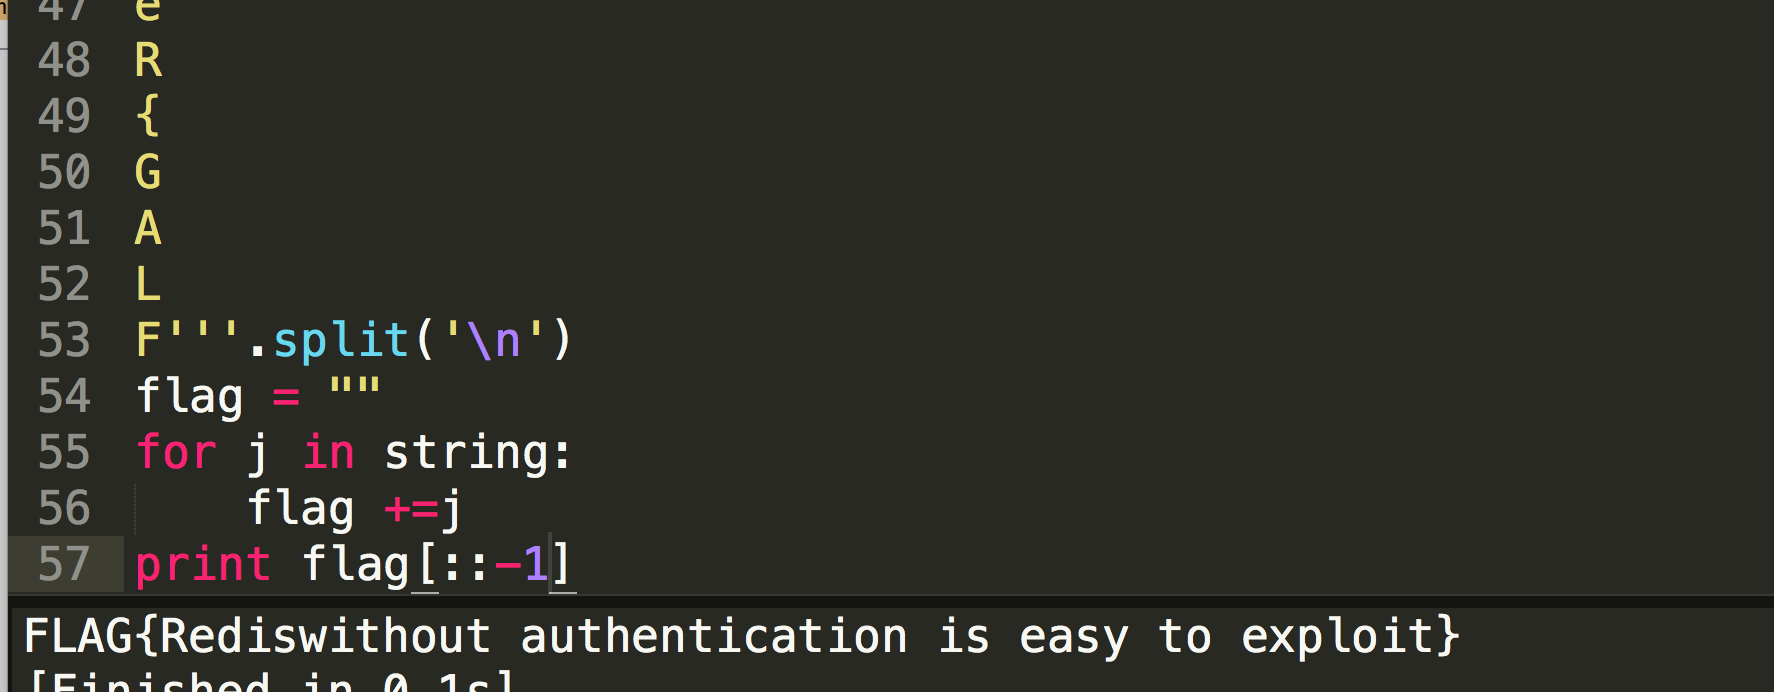 47 e
48 R
49 {
50 G
51 A
52 L
53 F'''.split('\n')
54 flag = ""
55 for j in string:
56     flag +=j
57 print flag[::-1]
FLAG{Rediswithout authentication is easy to exploit}
[Finished in 0.1s]